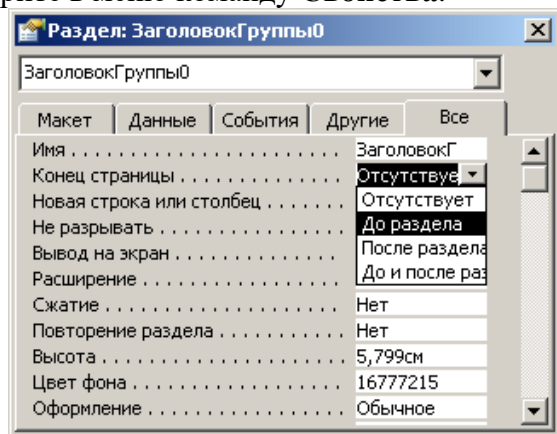 рите в меню команду Свойства.
Раздел: ЗаголовокГруппы0
ЗаголовокГруппы0
Макет Данные События Другие Все
Имя ЗаголовокГ
Конец страницы Отсутствуе
Новая строка или столбец Отсутствует
Не разрывать До раздела
Вывод на экран После раздела
Расширение До и после раз
Сжатие Нет
Повторение раздела Нет
Высота 5,799см
Цвет фона 16777215
Оформление Обычное